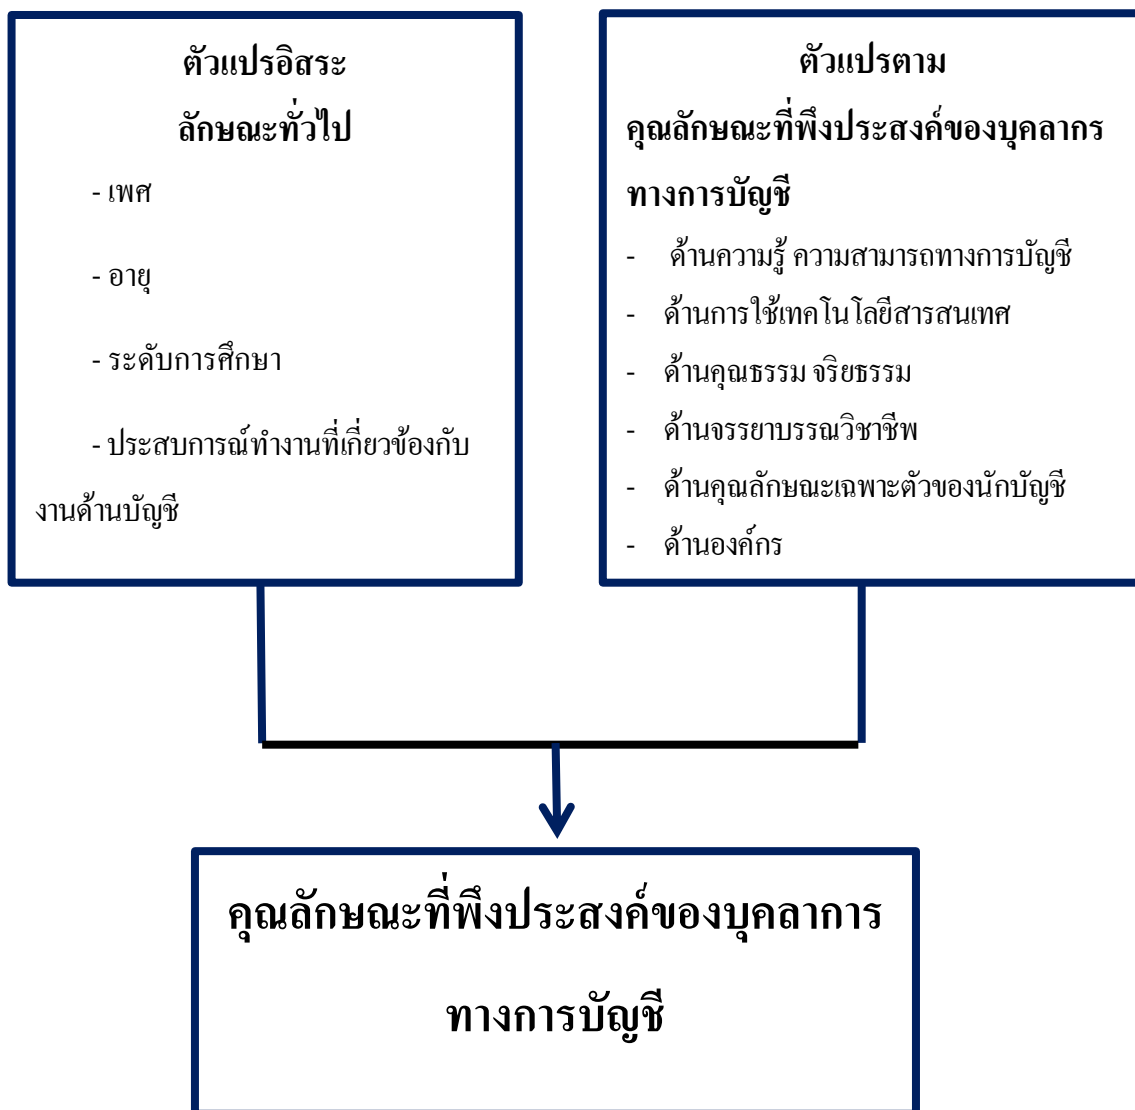 ตัวแปรอิสระ
ลักษณะทั่วไป
- เพศ
- อายุ
- ระดับการศึกษา
- ประสบการณ์ทำงานที่เกี่ยวข้องกับ
งานด้านบัญชี
ตัวแปรตาม
คุณลักษณะที่พึงประสงค์ของบุคลากร
ทางการบัญชี
- ด้านความรู้ ความสามารถทางการบัญชี
- ด้านการใช้เทคโนโลยีสารสนเทศ
- ด้านคุณธรรม จริยธรรม
- ด้านจรรยาบรรณวิชาชีพ
- ด้านคุณลักษณะเฉพาะตัวของนักบัญชี
- ด้านองค์กร
คุณลักษณะที่พึงประสงค์ของบุคลาการ
ทางการบัญชี